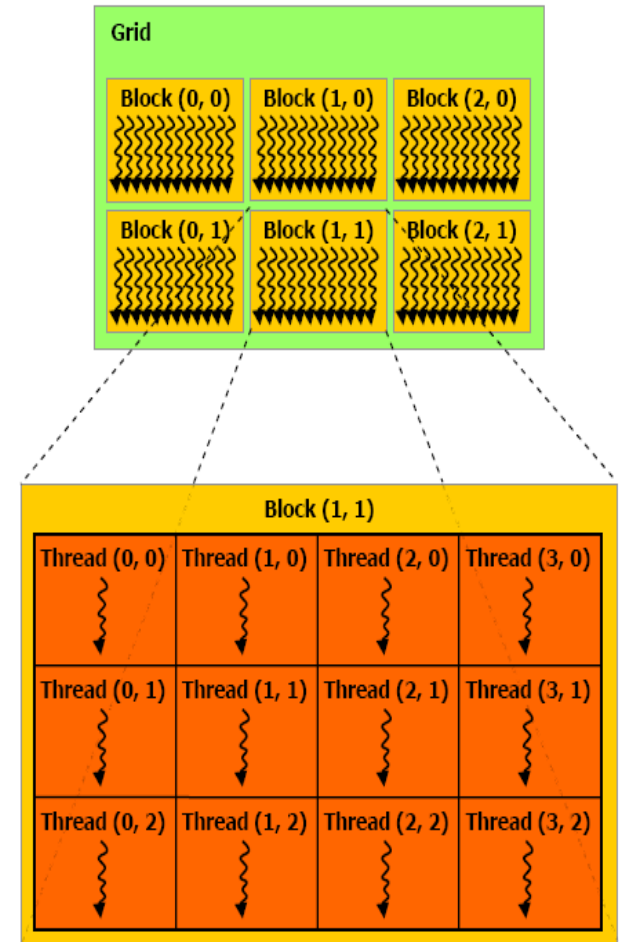 Grid
Block (0, 0) Block (1, 0) Block (2, 0)
Block (0, 1) Block (1, 1) Block (2, 1)
Block (1, 1)
Thread (0, 0) Thread (1, 0) Thread (2, 0) Thread (3, 0)
Thread (0, 1) Thread (1, 1) Thread (2, 1) Thread (3, 1)
Thread (0, 2) Thread (1, 2) Thread (2, 2) Thread (3, 2)